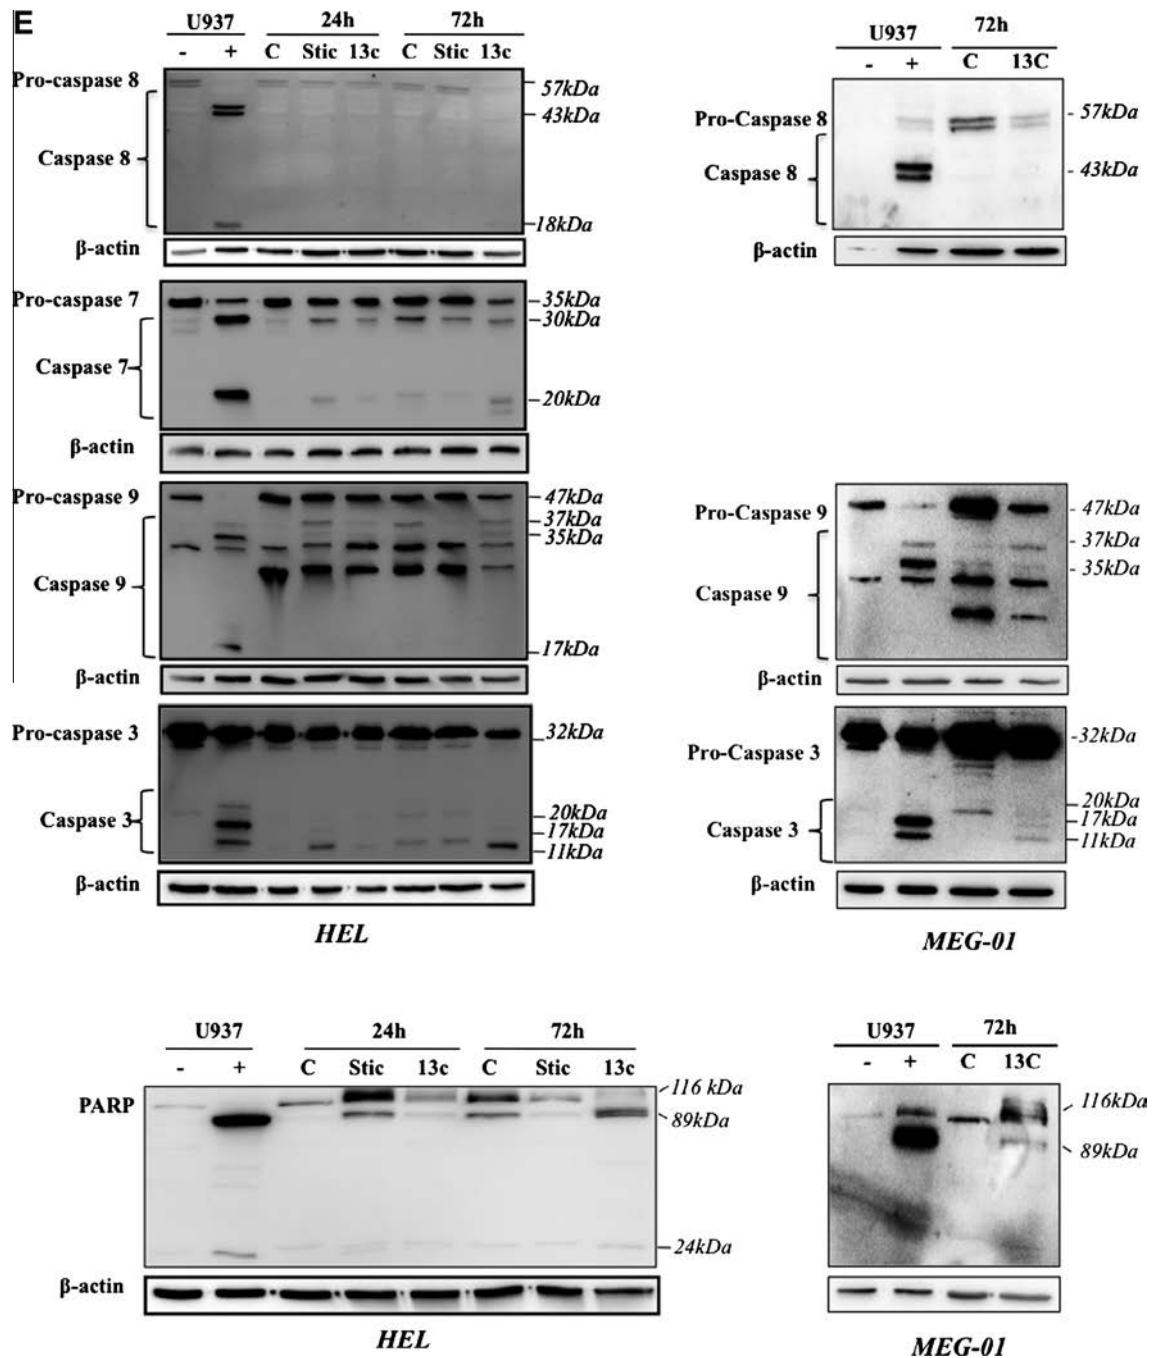 E
U937 24h 72h
- + C Stic 13c C Stic 13c
Pro-caspase 8
57kDa
43kDa
Caspase 8
18kDa
β-actin
Pro-caspase 7
35kDa
30kDa
Caspase 7
20kDa
β-actin
Pro-caspase 9
47kDa
37kDa
35kDa
Caspase 9
17kDa
β-actin
Pro-caspase 3
32kDa
20kDa
Caspase 3
17kDa
11kDa
β-actin
HEL
U937 72h
- + C 13C
Pro-Caspase 8
57kDa
Caspase 8
43kDa
β-actin
Pro-Caspase 9
47kDa
37kDa
35kDa
Caspase 9
β-actin
32kDa
Pro-Caspase 3
20kDa
17kDa
Caspase 3
11kDa
β-actin
MEG-01
U937 24h 72h
- + C Stic 13c C Stic 13c
116 kDa
PARP
89kDa
24kDa
β-actin
HEL
U937 72h
- + C 13C
116kDa
89kDa
MEG-01